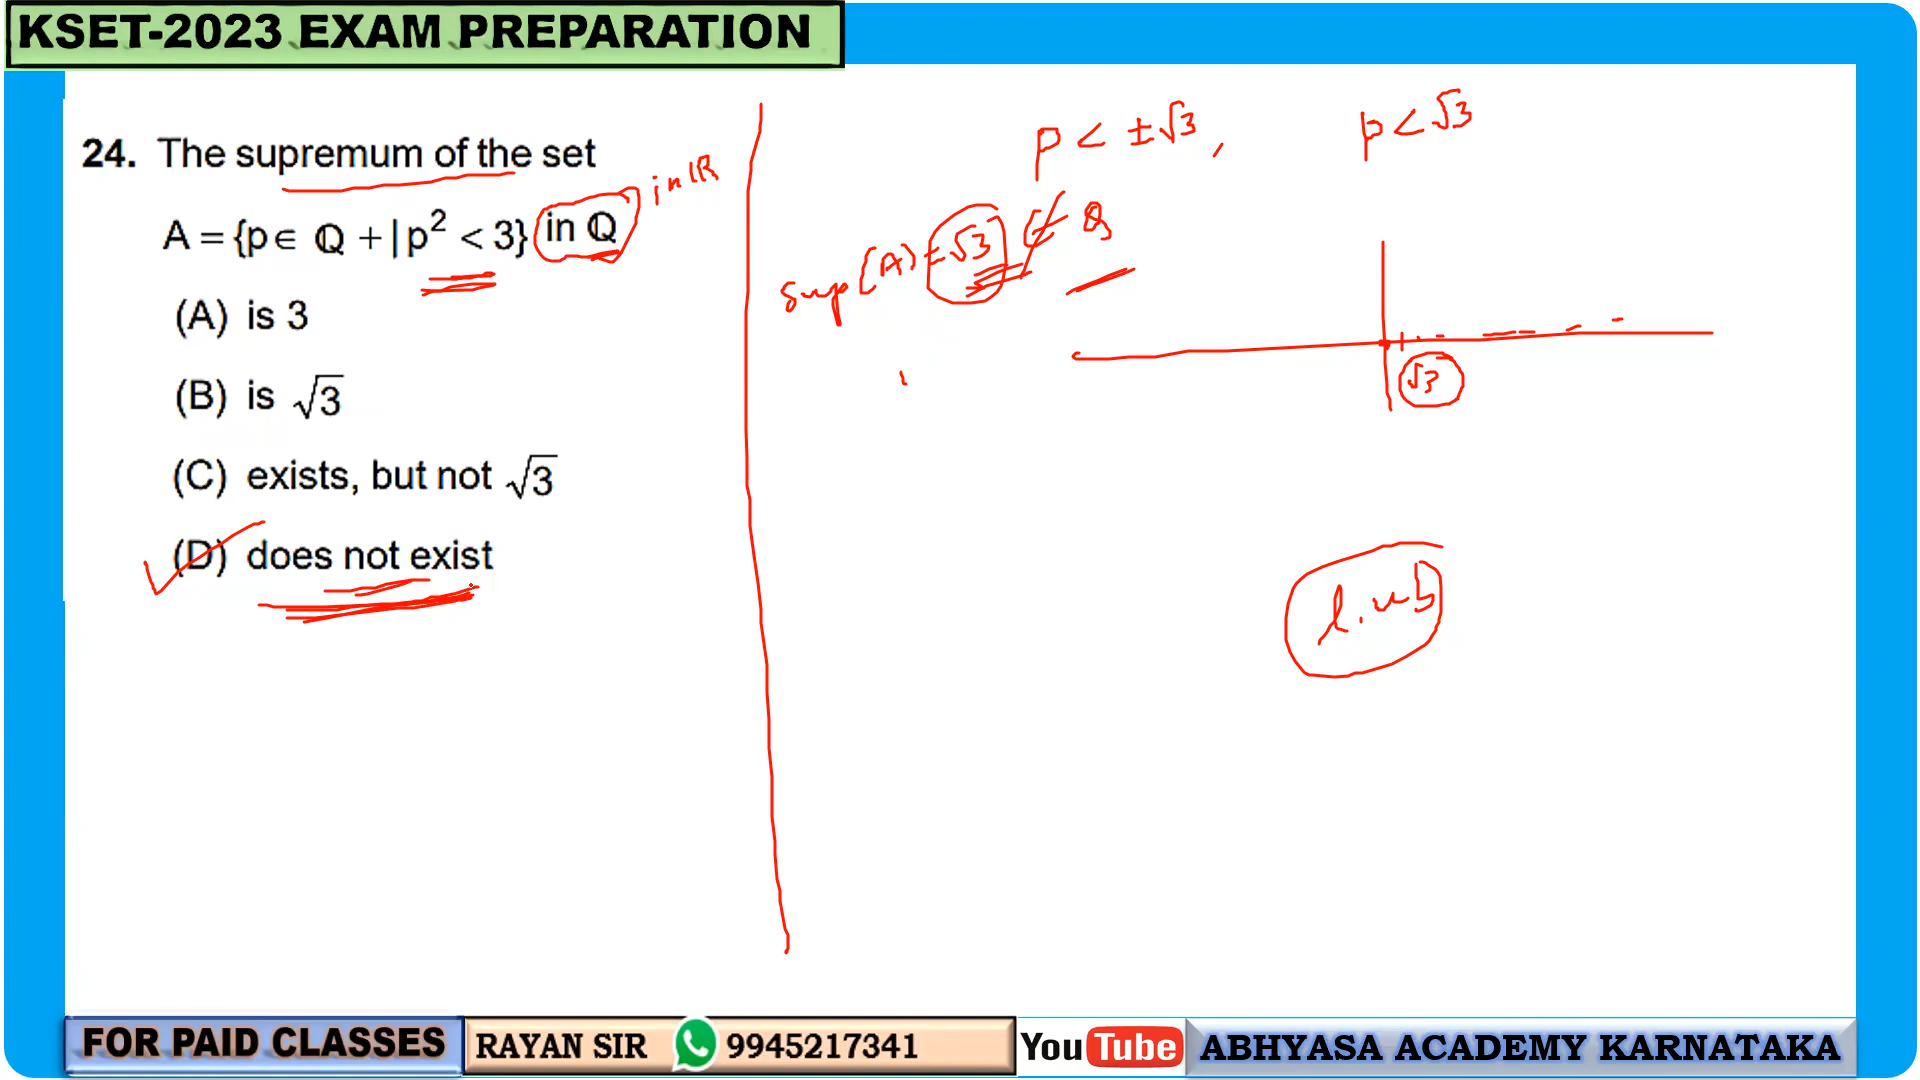 KSET-2023 EXAM PREPARATION
24. The supremum of the set
A = {p ∈ ℚ + | p² < 3} in ℚ
in ℝ
(A) is 3
(B) is √3
(C) exists, but not √3
(D) does not exist
p < ±√3,
p < √3
Sup(A) = √3 ∉ Q
√3
l.ub
FOR PAID CLASSES
RAYAN SIR 9945217341
YouTube
ABHYASA ACADEMY KARNATAKA